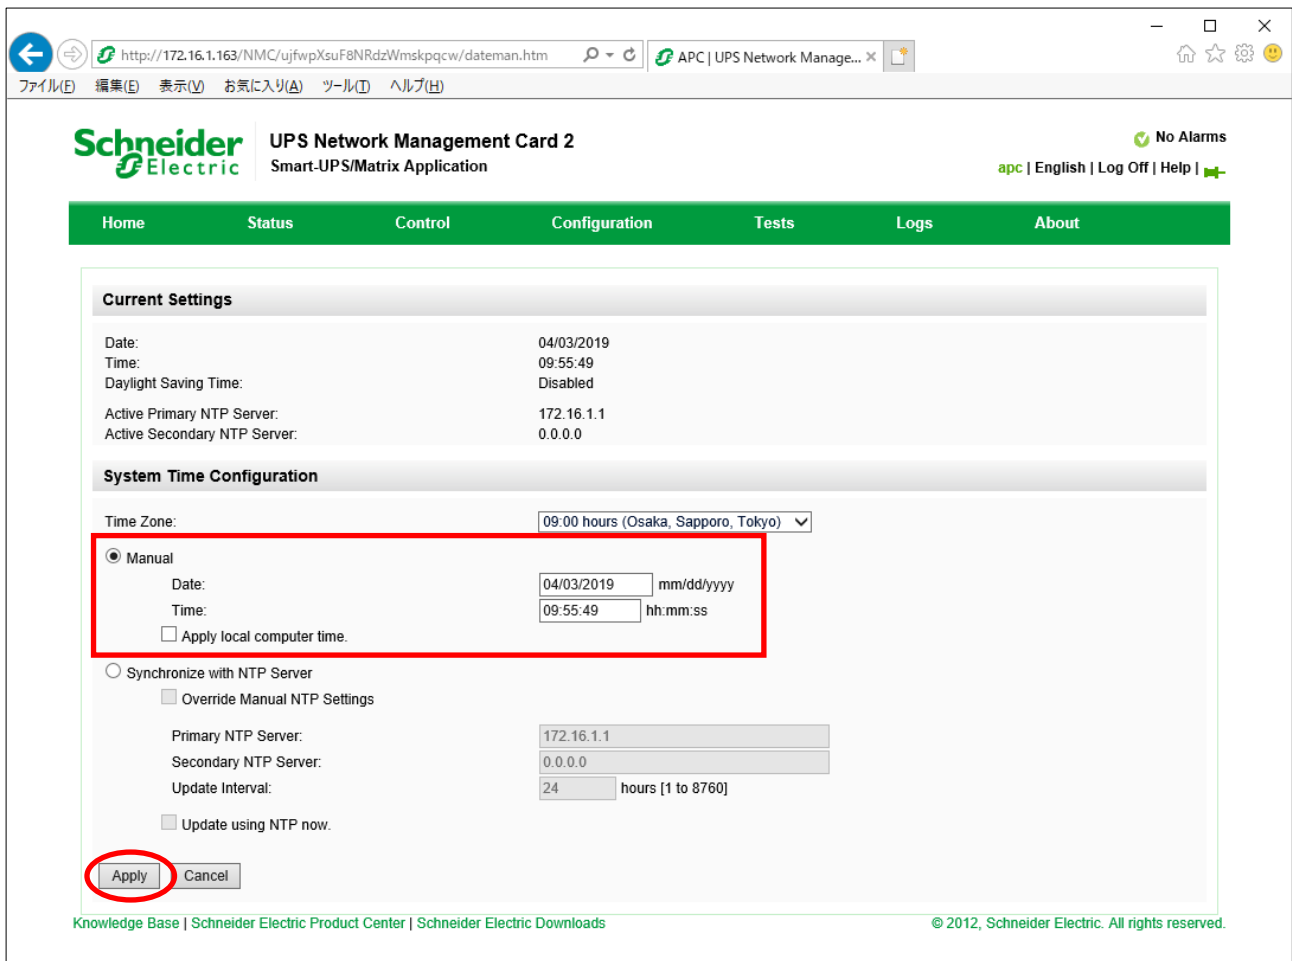 http://172.16.1.163/NMC/ujfwpXsuF8NRdzWmskpqcw/dateman.htm
APC | UPS Network Manage...
ファイル(F) 編集(E) 表示(V) お気に入り(A) ツール(T) ヘルプ(H)
Schneider Electric
UPS Network Management Card 2
Smart-UPS/Matrix Application
No Alarms
apc | English | Log Off | Help |
Home Status Control Configuration Tests Logs About
Current Settings
Date: 04/03/2019
Time: 09:55:49
Daylight Saving Time: Disabled
Active Primary NTP Server: 172.16.1.1
Active Secondary NTP Server: 0.0.0.0
System Time Configuration
Time Zone: 09:00 hours (Osaka, Sapporo, Tokyo)
Manual
Date: 04/03/2019 mm/dd/yyyy
Time: 09:55:49 hh:mm:ss
Apply local computer time.
Synchronize with NTP Server
Override Manual NTP Settings
Primary NTP Server: 172.16.1.1
Secondary NTP Server: 0.0.0.0
Update Interval: 24 hours [1 to 8760]
Update using NTP now.
Apply Cancel
Knowledge Base | Schneider Electric Product Center | Schneider Electric Downloads © 2012, Schneider Electric. All rights reserved.